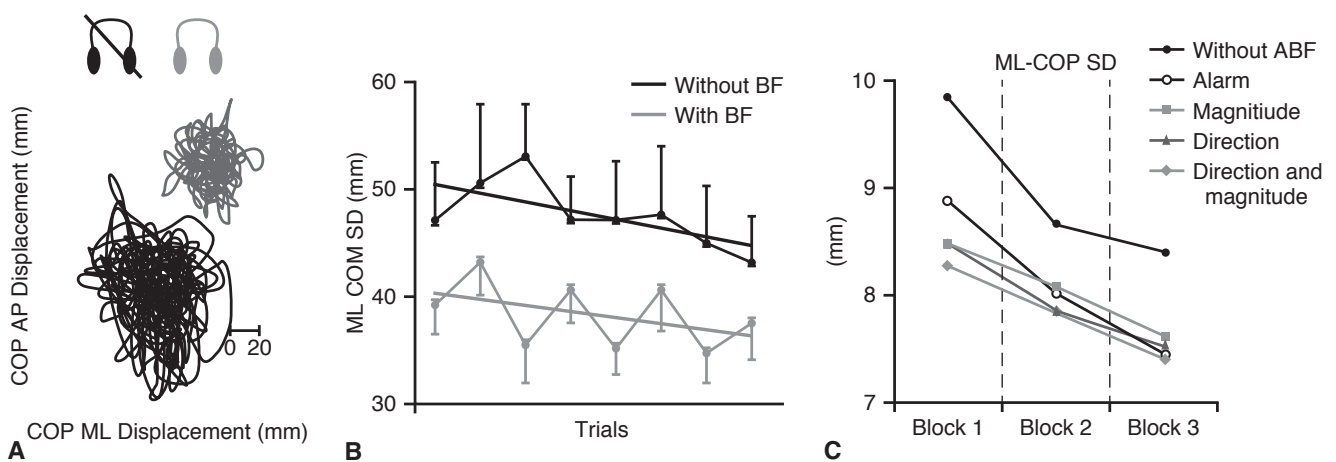 COP AP Displacement (mm)
0 20
COP ML Displacement (mm)
A
ML COM SD (mm)
60
50
40
30
Without BF
With BF
Trials
B
ML-COP SD
(mm)
10
9
8
7
Block 1 Block 2 Block 3
Without ABF
Alarm
Magnitiude
Direction
Direction and
magnitude
C